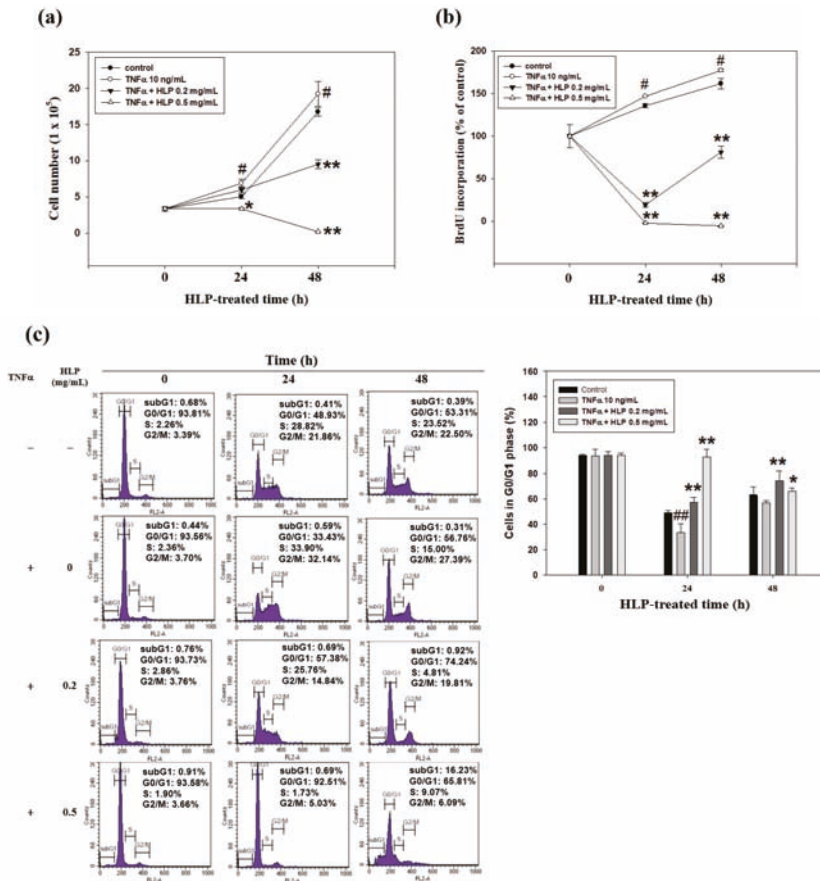 (a)
control
TNFα 10 ng/mL
TNFα + HLP 0.2 mg/mL
TNFα + HLP 0.5 mg/mL
Cell number (1 x 10⁵)
25
20
15
10
5
0
#
#
*
**
**
0 24 48
HLP-treated time (h)
(b)
control
TNFα 10 ng/mL
TNFα + HLP 0.2 mg/mL
TNFα + HLP 0.5 mg/mL
BrdU incorporation (% of control)
200
150
100
50
0
#
#
**
**
**
**
0 24 48
HLP-treated time (h)
(c)
Time (h)
TNFα HLP (mg/mL) 0 24 48
− −
subG1: 0.68%
G0/G1: 93.81%
S: 2.26%
G2/M: 3.39%
subG1: 0.41%
G0/G1: 48.93%
S: 28.82%
G2/M: 21.86%
subG1: 0.39%
G0/G1: 53.31%
S: 23.52%
G2/M: 22.50%
+ 0
subG1: 0.44%
G0/G1: 93.56%
S: 2.36%
G2/M: 3.70%
subG1: 0.59%
G0/G1: 33.43%
S: 33.90%
G2/M: 32.14%
subG1: 0.31%
G0/G1: 56.76%
S: 15.00%
G2/M: 27.39%
+ 0.2
subG1: 0.76%
G0/G1: 93.73%
S: 2.86%
G2/M: 3.76%
subG1: 0.69%
G0/G1: 57.38%
S: 25.76%
G2/M: 14.84%
subG1: 0.92%
G0/G1: 74.24%
S: 4.81%
G2/M: 19.81%
+ 0.5
subG1: 0.91%
G0/G1: 93.58%
S: 1.90%
G2/M: 3.66%
subG1: 0.69%
G0/G1: 92.51%
S: 1.73%
G2/M: 5.03%
subG1: 16.23%
G0/G1: 65.81%
S: 9.07%
G2/M: 6.09%
Counts
0 200 400 600 800 1000
FL2-A
Control
TNFα 10 ng/mL
TNFα + HLP 0.2 mg/mL
TNFα + HLP 0.5 mg/mL
Cells in G0/G1 phase (%)
160
140
120
100
80
60
40
20
0
##
**
**
**
*
0 24 48
HLP-treated time (h)